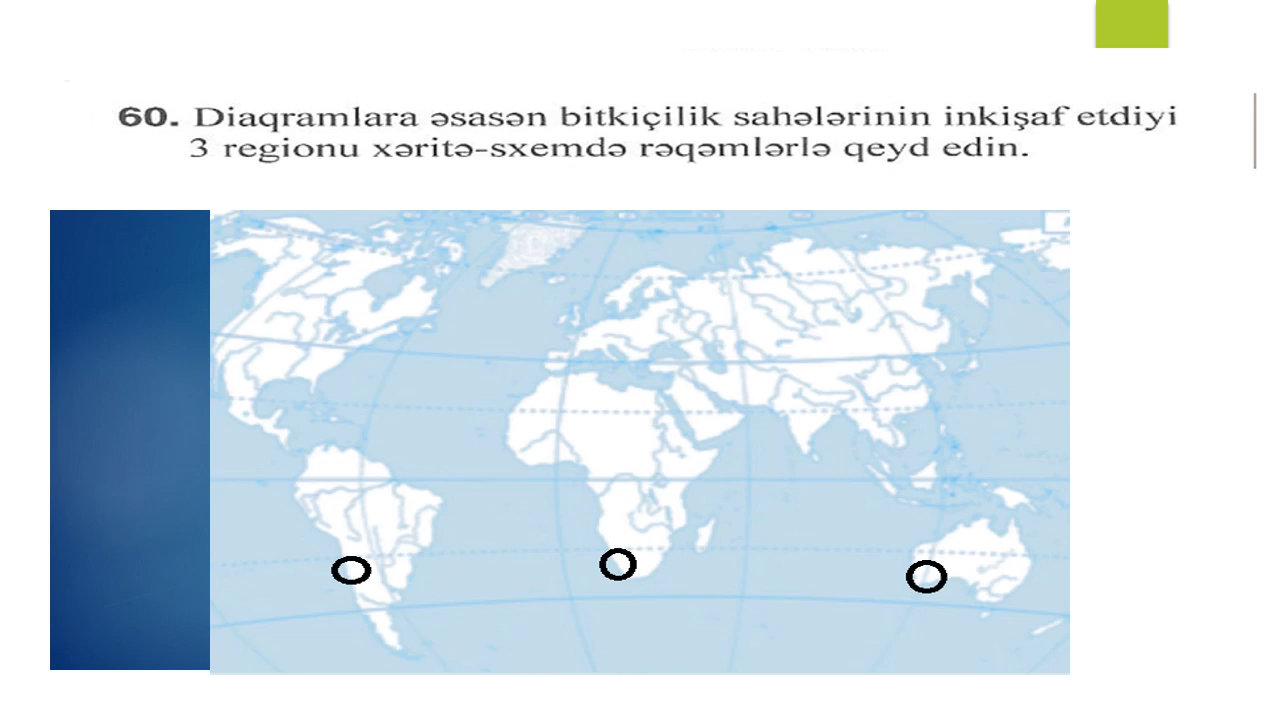 60. Diaqramlara əsasən bitkiçilik sahələrinin inkişaf etdiyi
3 regionu xəritə-sxemdə rəqəmlərlə qeyd edin.